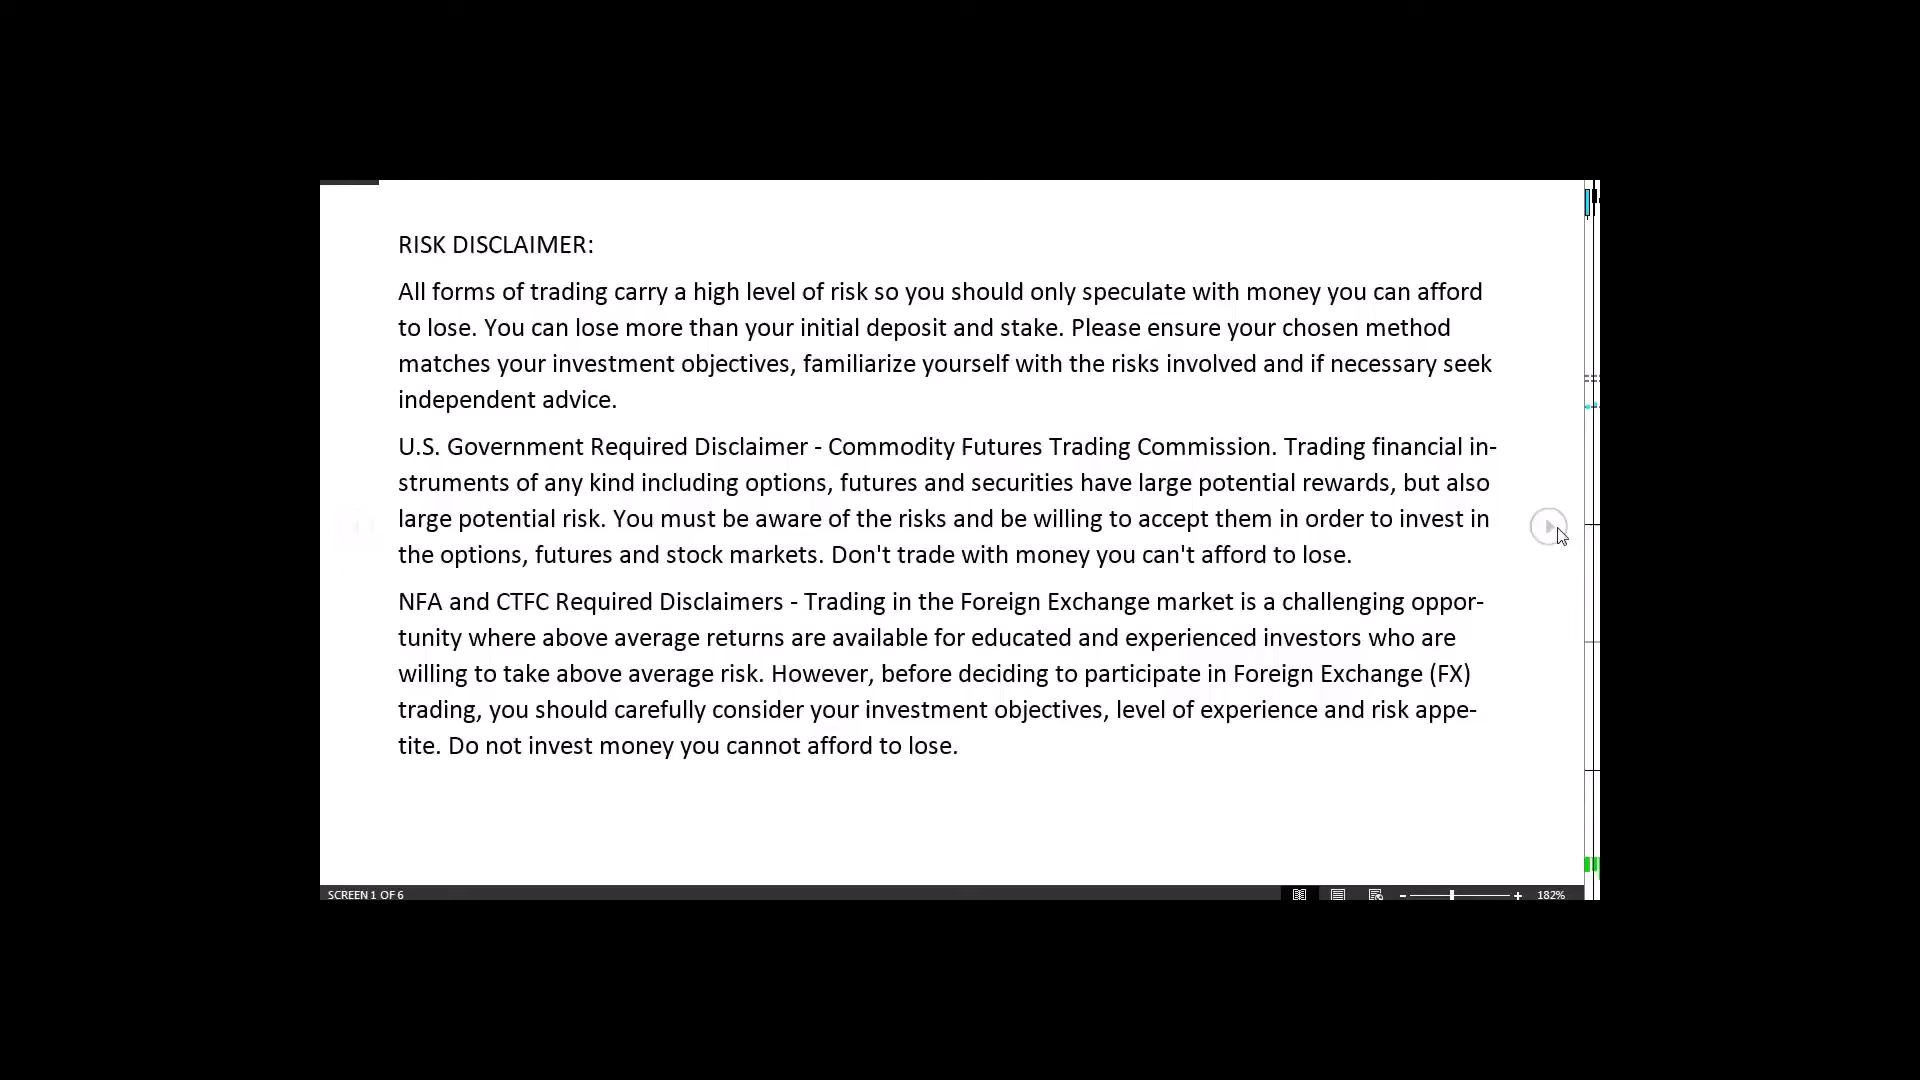 RISK DISCLAIMER:
All forms of trading carry a high level of risk so you should only speculate with money you can afford
to lose. You can lose more than your initial deposit and stake. Please ensure your chosen method
matches your investment objectives, familiarize yourself with the risks involved and if necessary seek
independent advice.
U.S. Government Required Disclaimer - Commodity Futures Trading Commission. Trading financial in-
struments of any kind including options, futures and securities have large potential rewards, but also
large potential risk. You must be aware of the risks and be willing to accept them in order to invest in
the options, futures and stock markets. Don't trade with money you can't afford to lose.
NFA and CTFC Required Disclaimers - Trading in the Foreign Exchange market is a challenging oppor-
tunity where above average returns are available for educated and experienced investors who are
willing to take above average risk. However, before deciding to participate in Foreign Exchange (FX)
trading, you should carefully consider your investment objectives, level of experience and risk appe-
tite. Do not invest money you cannot afford to lose.
SCREEN 1 OF 6
182%